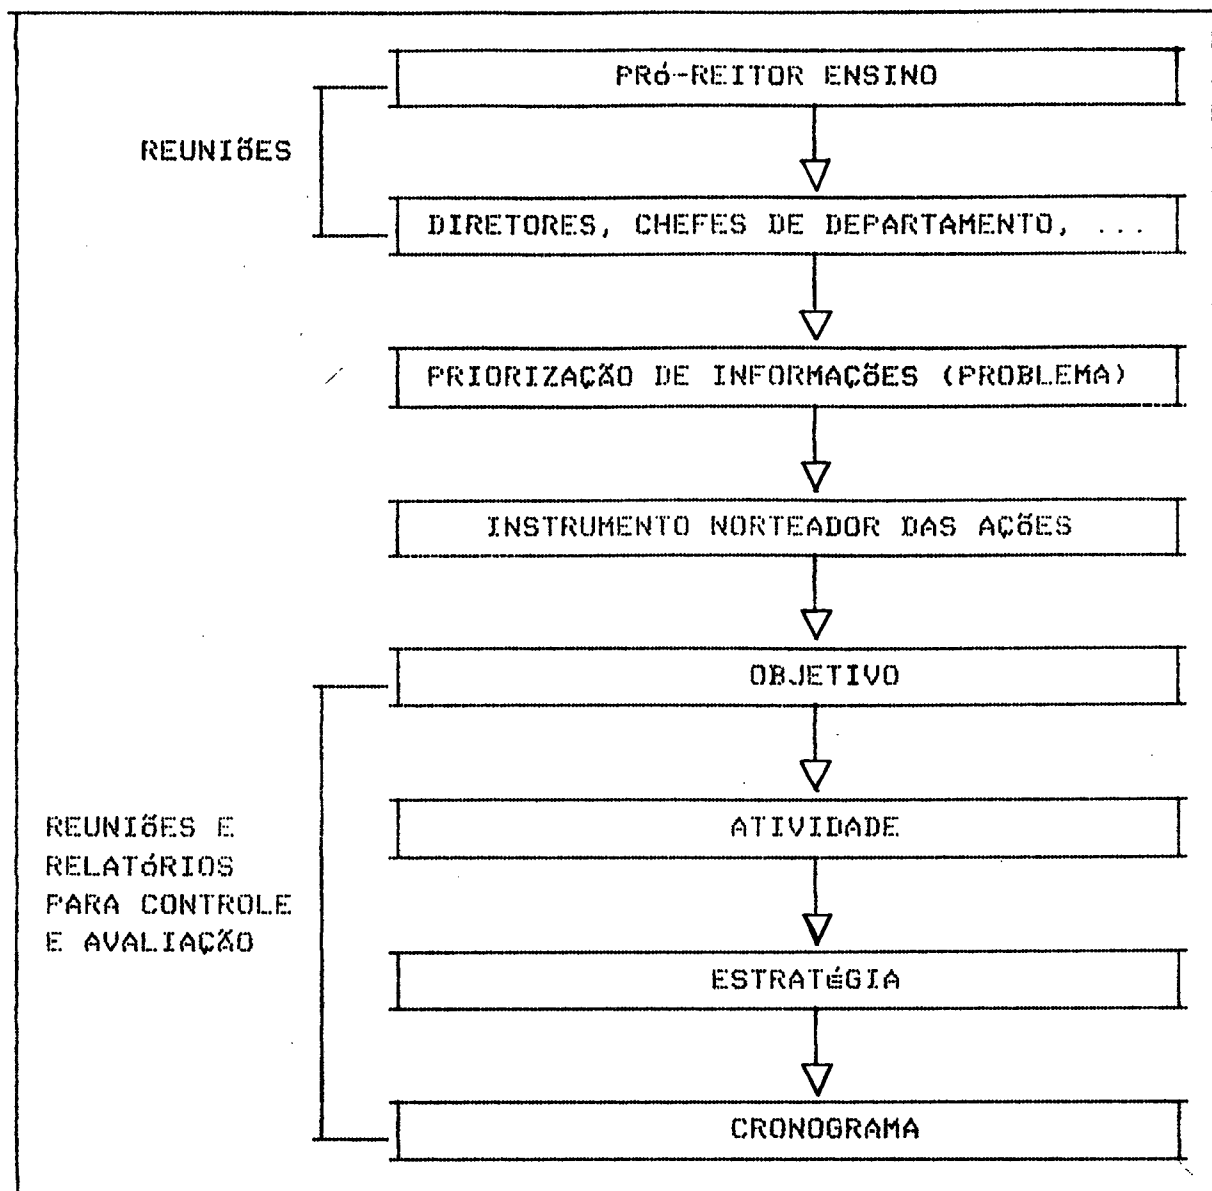 PRó-REITOR ENSINO
REUNIÕES
DIRETORES, CHEFES DE DEPARTAMENTO, ...
PRIORIZAÇÃO DE INFORMAÇÕES (PROBLEMA)
INSTRUMENTO NORTEADOR DAS AÇÕES
OBJETIVO
REUNIÕES E
RELATóRIOS
PARA CONTROLE
E AVALIAÇÃO
ATIVIDADE
ESTRATéGIA
CRONOGRAMA